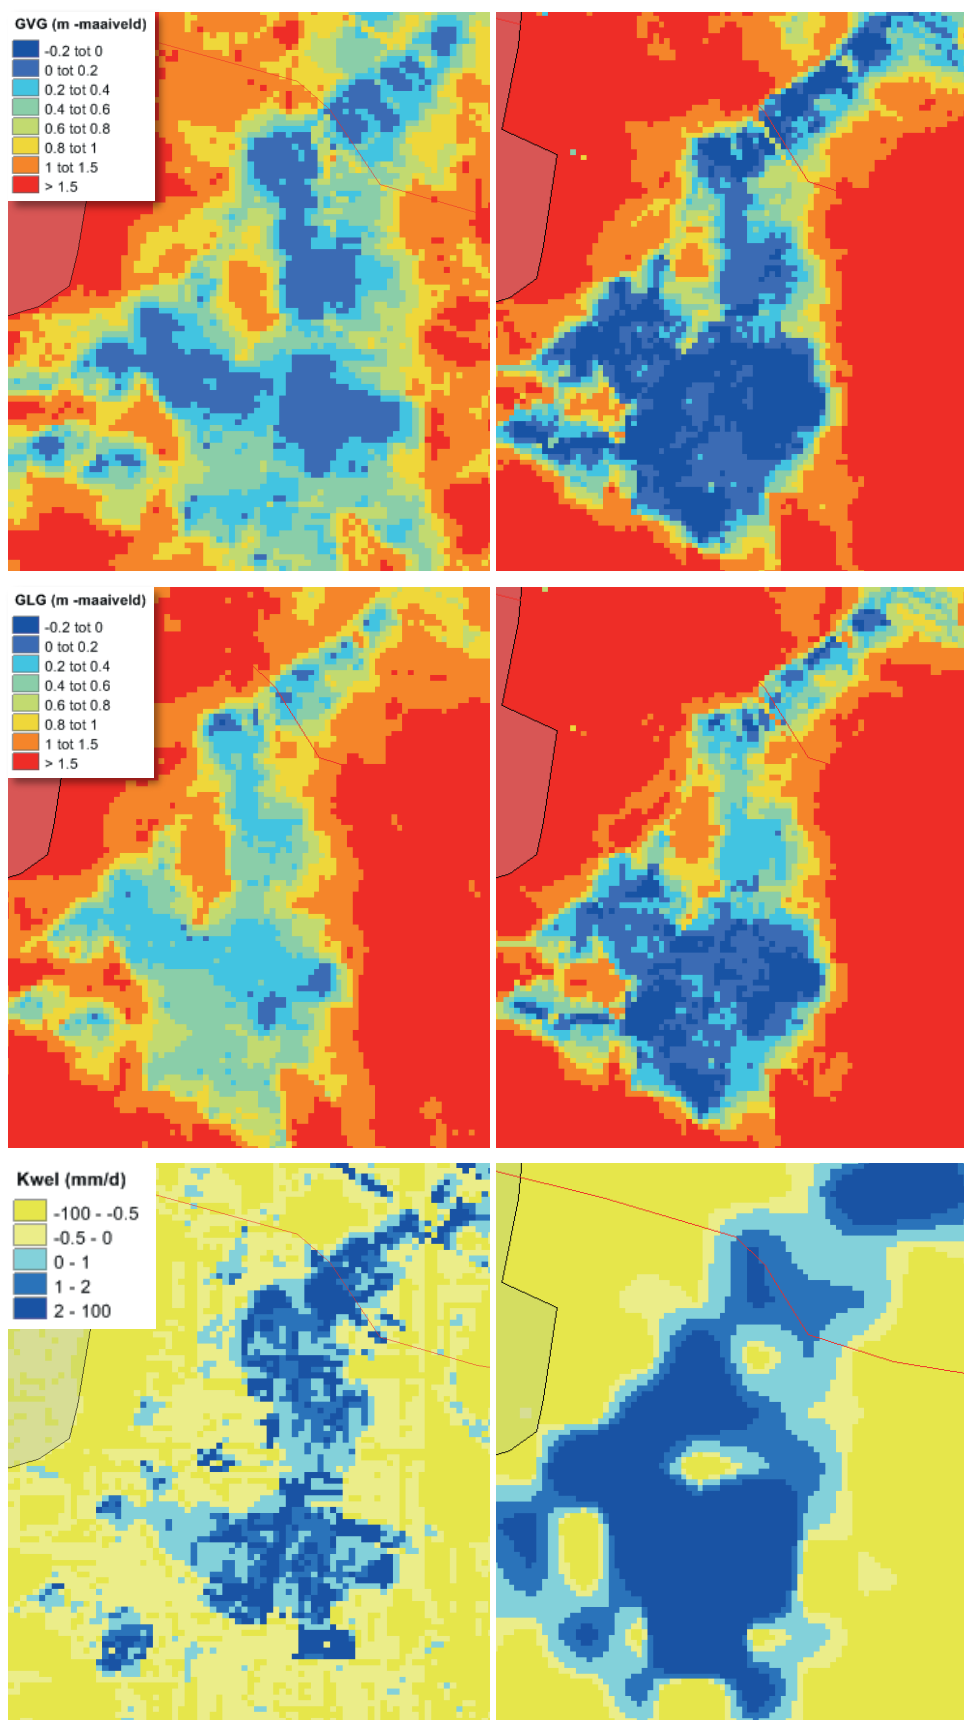 GVG (m -maaiveld)
-0.2 tot 0
0 tot 0.2
0.2 tot 0.4
0.4 tot 0.6
0.6 tot 0.8
0.8 tot 1
1 tot 1.5
> 1.5
GLG (m -maaiveld)
-0.2 tot 0
0 tot 0.2
0.2 tot 0.4
0.4 tot 0.6
0.6 tot 0.8
0.8 tot 1
1 tot 1.5
> 1.5
Kwel (mm/d)
-100 - -0.5
-0.5 - 0
0 - 1
1 - 2
2 - 100